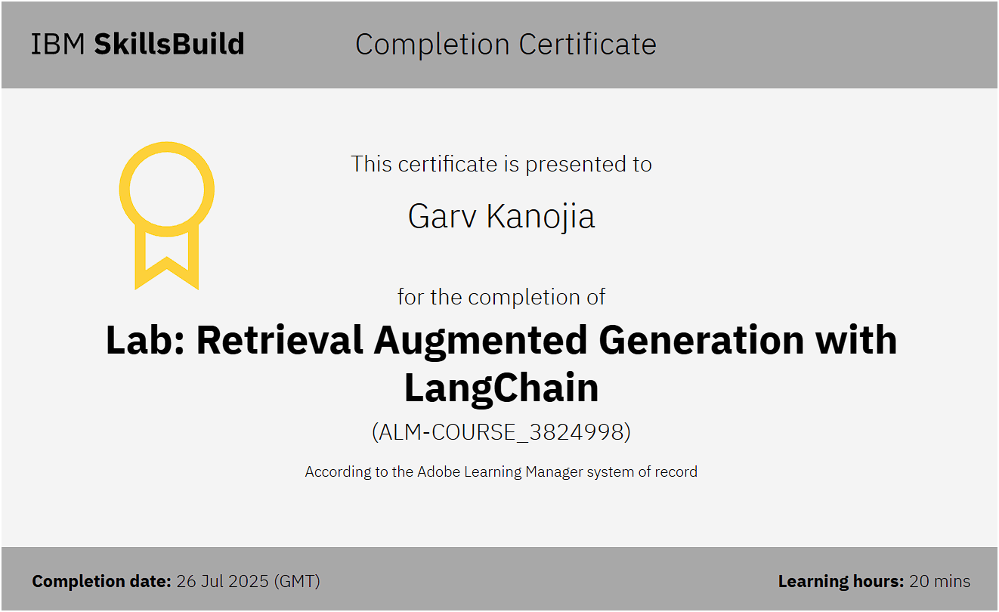 IBM SkillsBuild
Completion Certificate
This certificate is presented to
Garv Kanojia
for the completion of
Lab: Retrieval Augmented Generation with
LangChain
(ALM-COURSE_3824998)
According to the Adobe Learning Manager system of record
Completion date: 26 Jul 2025 (GMT)
Learning hours: 20 mins